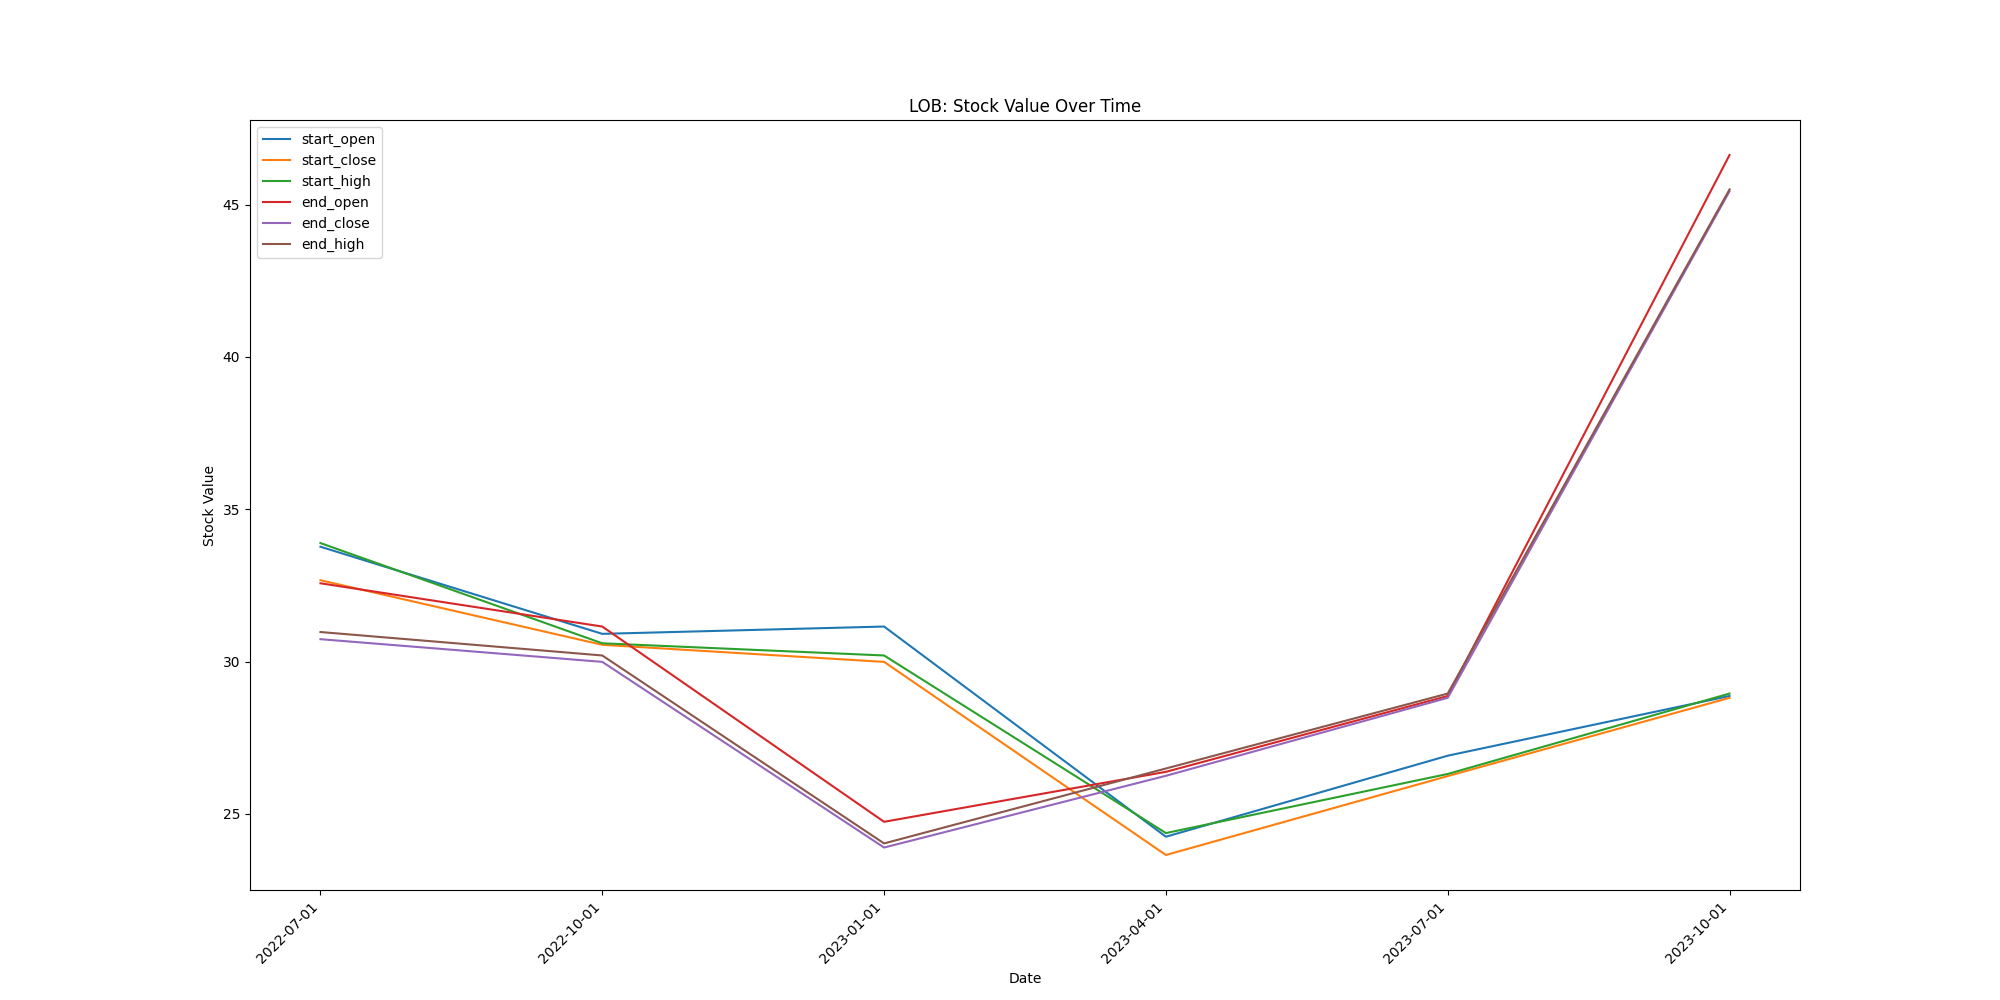 LOB: Stock Value Over Time
start_open
start_close
start_high
end_open
end_close
end_high
Stock Value
45
40
35
30
25
2022-07-01
2022-10-01
2023-01-01
2023-04-01
2023-07-01
2023-10-01
Date